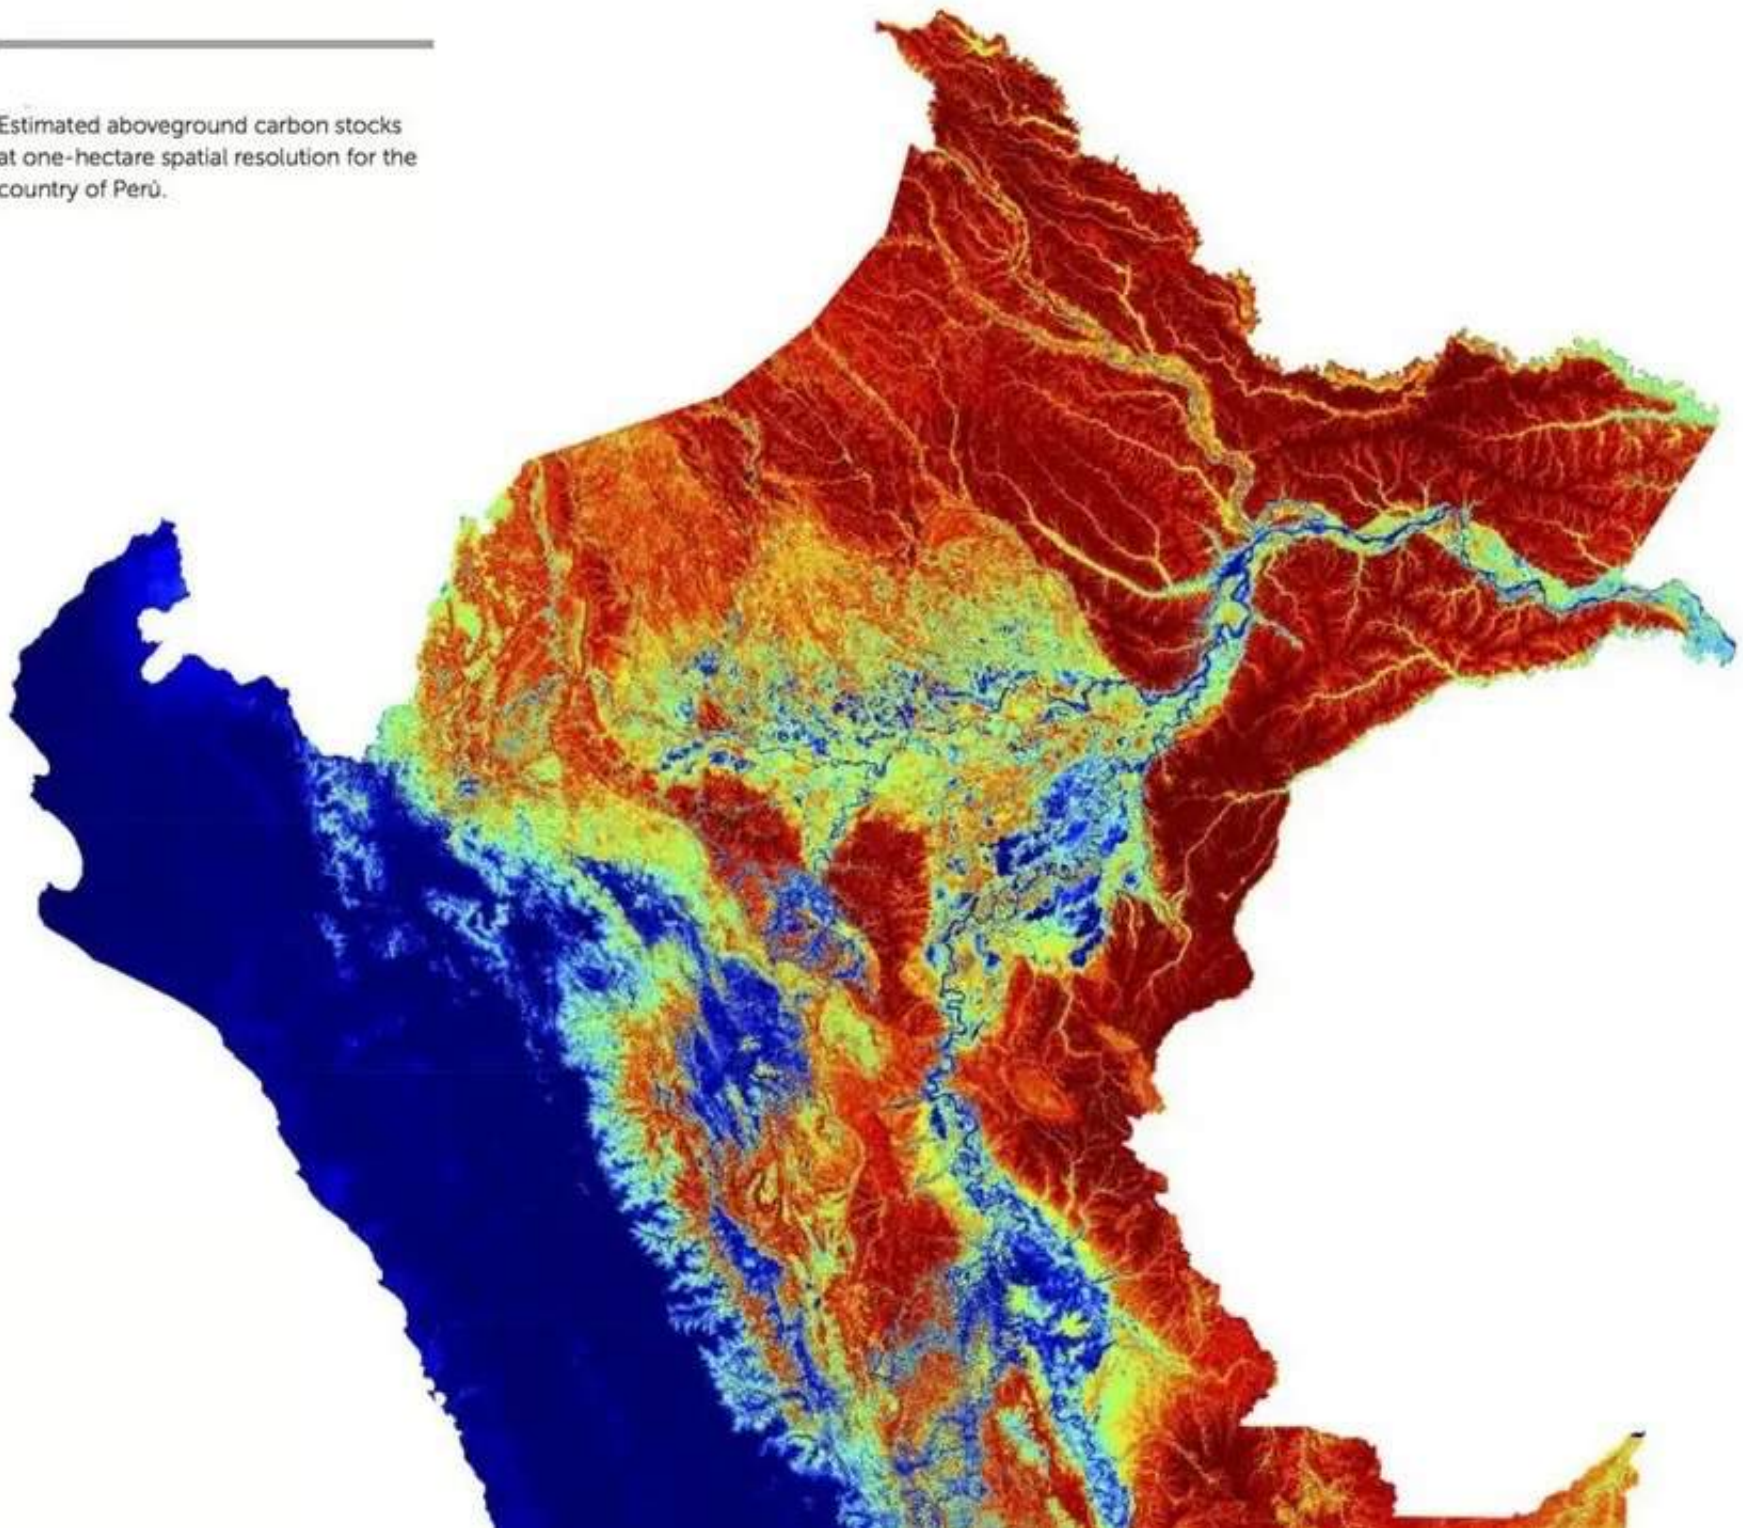 Estimated aboveground carbon stocks
at one-hectare spatial resolution for the
country of Perú.